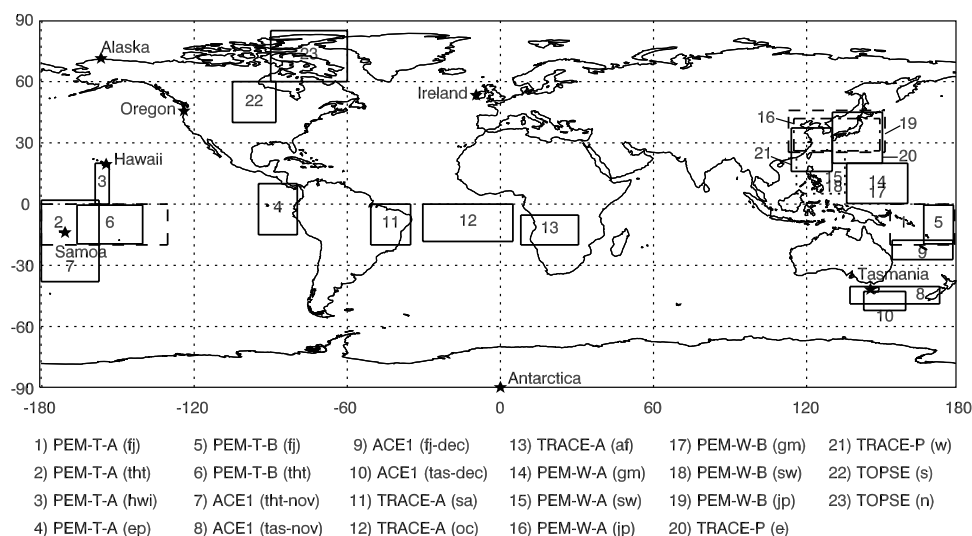 90
Alaska
23
60
Ireland
22
Oregon
16
19
30
21
20
Hawaii
15
14
3
18
17
0
4
2
6
11
12
13
1
5
Samoa
9
-30
7
Tasmania
8
10
-60
Antarctica
-90
-180 -120 -60 0 60 120 180
1) PEM-T-A (fj) 5) PEM-T-B (fj) 9) ACE1 (fj-dec) 13) TRACE-A (af) 17) PEM-W-B (gm) 21) TRACE-P (w)
2) PEM-T-A (tht) 6) PEM-T-B (tht) 10) ACE1 (tas-dec) 14) PEM-W-A (gm) 18) PEM-W-B (sw) 22) TOPSE (s)
3) PEM-T-A (hwi) 7) ACE1 (tht-nov) 11) TRACE-A (sa) 15) PEM-W-A (sw) 19) PEM-W-B (jp) 23) TOPSE (n)
4) PEM-T-A (ep) 8) ACE1 (tas-nov) 12) TRACE-A (oc) 16) PEM-W-A (jp) 20) TRACE-P (e)